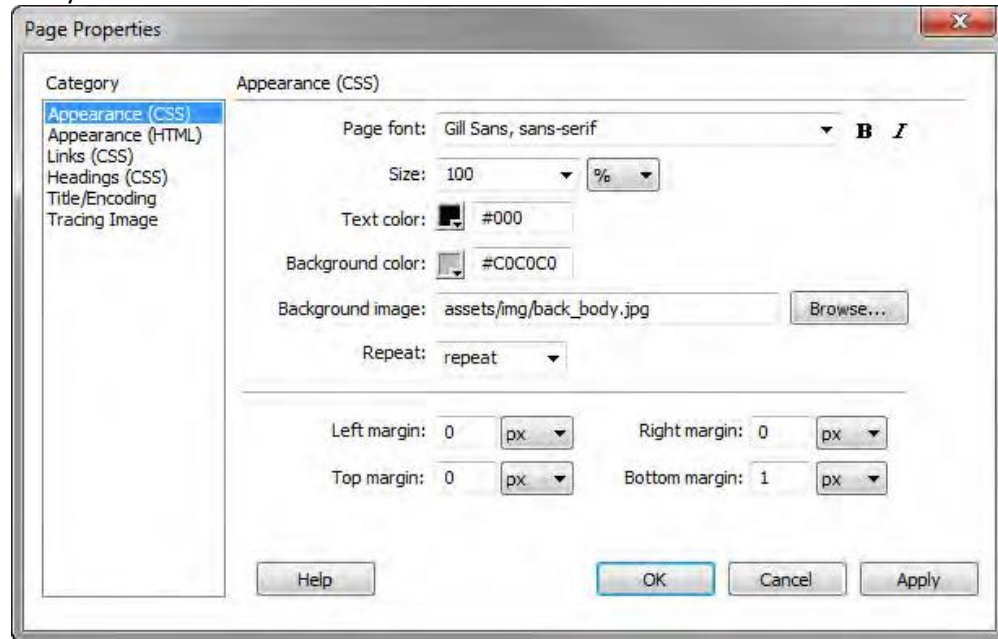 Page Properties
Category
Appearance (CSS)
Appearance (HTML)
Links (CSS)
Headings (CSS)
Title/Encoding
Tracing Image
Appearance (CSS)
Page font: Gill Sans, sans-serif B I
Size: 100 %
Text color: #000
Background color: #C0C0C0
Background image: assets/img/back_body.jpg Browse...
Repeat: repeat
Left margin: 0 px Right margin: 0 px
Top margin: 0 px Bottom margin: 1 px
Help OK Cancel Apply